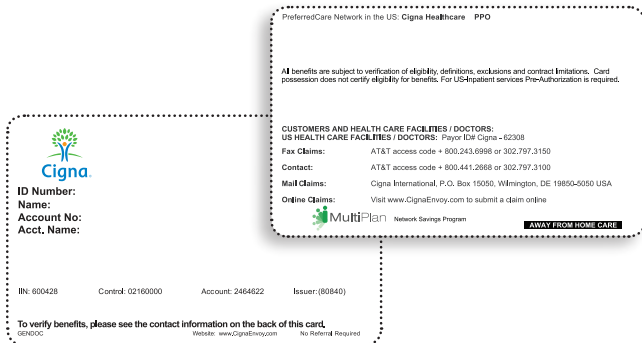 PreferredCare Network in the US: Cigna Healthcare PPO
All benefits are subject to verification of eligibility, definitions, exclusions and contract limitations. Card
possession does not certify eligibility for benefits. For US-Inpatient services Pre-Authorization is required.
CUSTOMERS AND HEALTH CARE FACILITIES / DOCTORS:
US HEALTH CARE FACILITIES / DOCTORS: Payor ID# Cigna - 62308
Fax Claims: AT&T access code + 800.243.6998 or 302.797.3150
Contact: AT&T access code + 800.441.2668 or 302.797.3100
Mail Claims: Cigna International, P.O. Box 15050, Wilmington, DE 19850-5050 USA
Online Claims: Visit www.CignaEnvoy.com to submit a claim online
MultiPlan Network Savings Program
AWAY FROM HOME CARE
Cigna.
ID Number:
Name:
Account No:
Acct. Name:
IIN: 600428 Control: 02160000 Account: 2464622 Issuer:(80840)
To verify benefits, please see the contact information on the back of this card.
GENDOC Website: www.CignaEnvoy.com No Referral Required